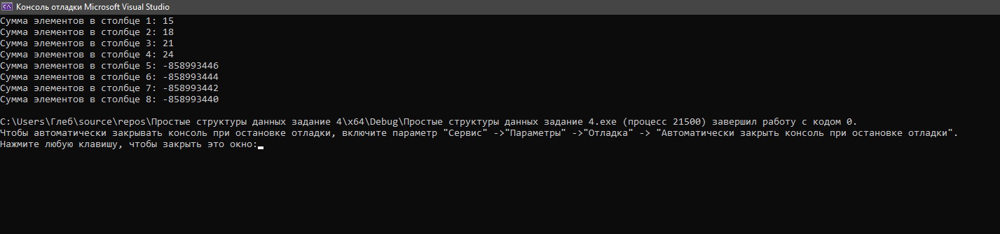 Консоль отладки Microsoft Visual Studio
Сумма элементов в столбце 1: 15
Сумма элементов в столбце 2: 18
Сумма элементов в столбце 3: 21
Сумма элементов в столбце 4: 24
Сумма элементов в столбце 5: -858993446
Сумма элементов в столбце 6: -858993444
Сумма элементов в столбце 7: -858993442
Сумма элементов в столбце 8: -858993440
C:\Users\Глеб\source\repos\Простые структуры данных задание 4\x64\Debug\Простые структуры данных задание 4.exe (процесс 21500) завершил работу с кодом 0.
Чтобы автоматически закрывать консоль при остановке отладки, включите параметр "Сервис" ->"Параметры" ->"Отладка" -> "Автоматически закрыть консоль при остановке отладки".
Нажмите любую клавишу, чтобы закрыть это окно: